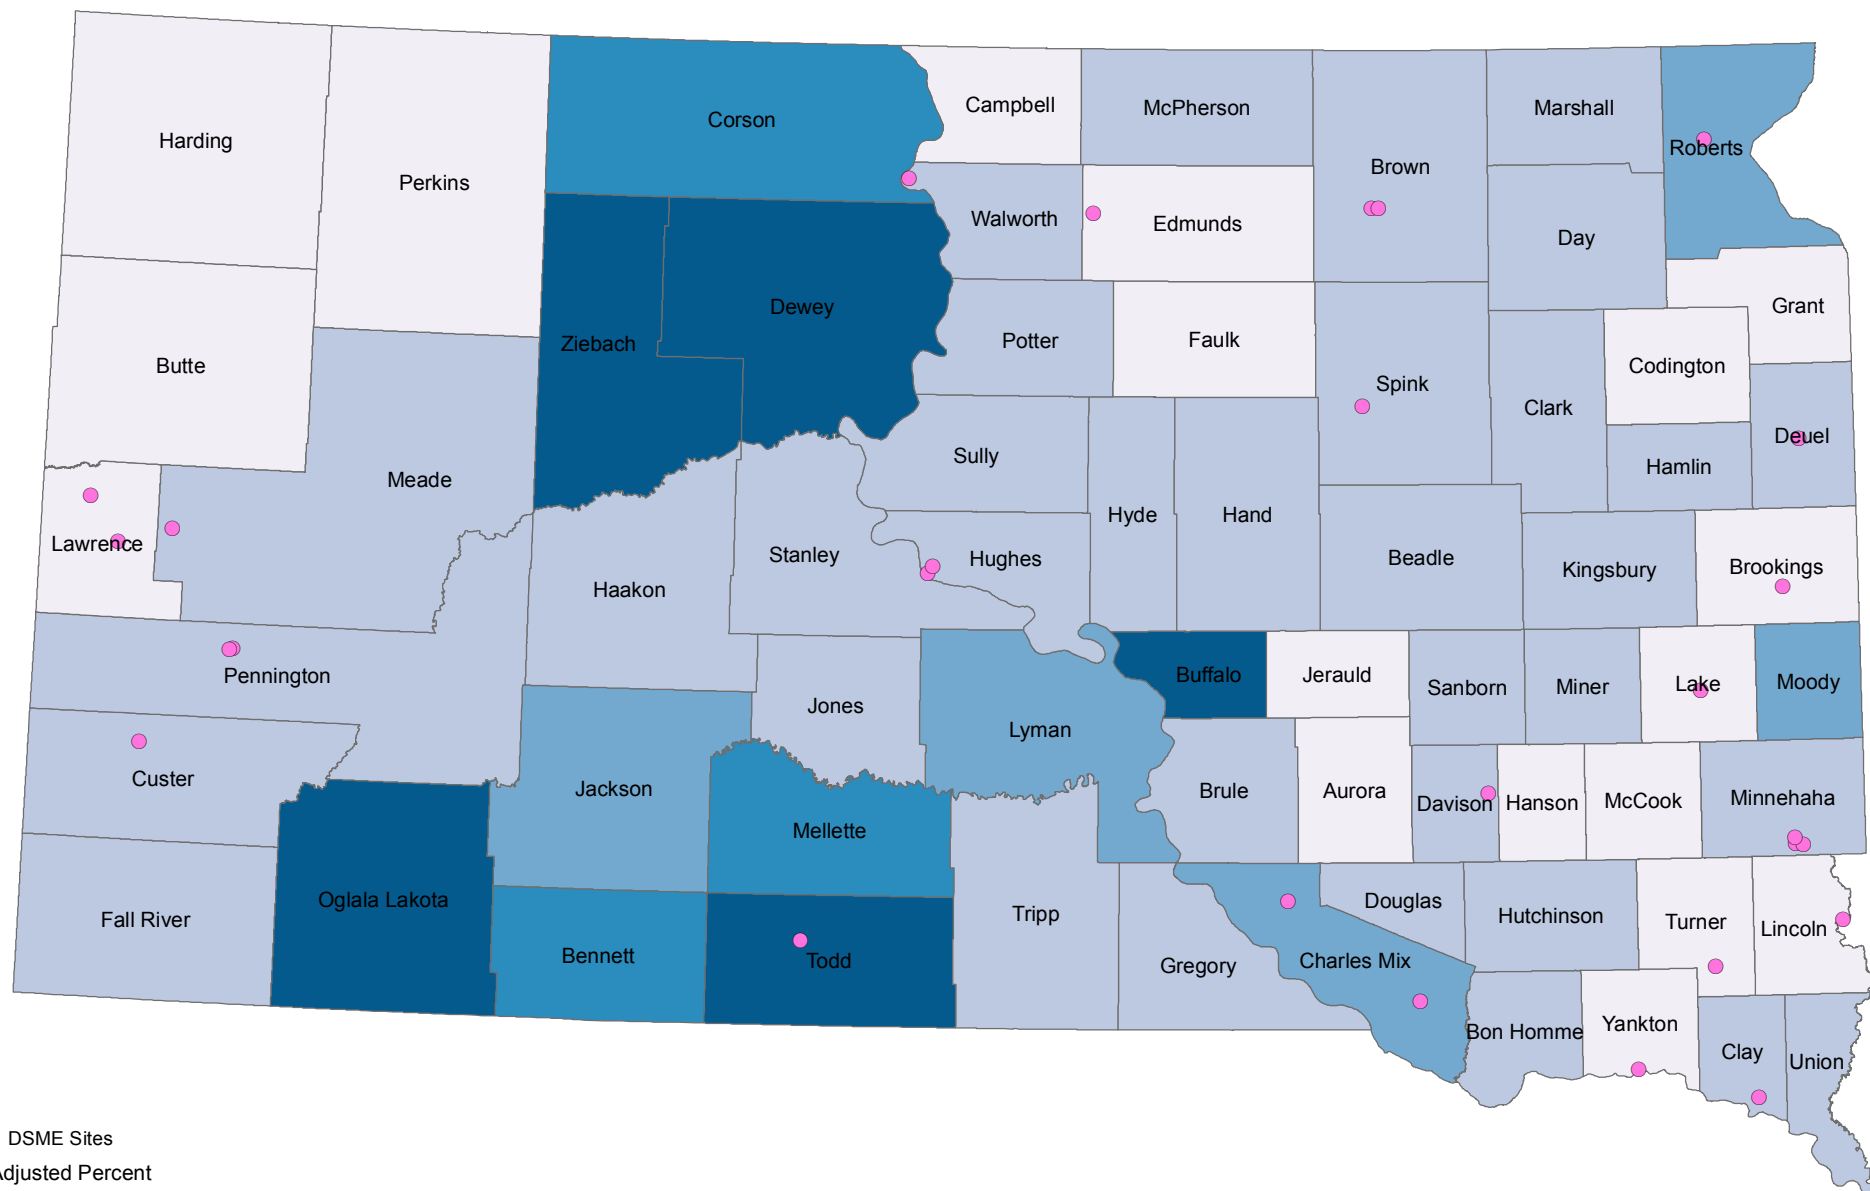 Harding
Perkins
Corson
Campbell
McPherson
Brown
Marshall
Roberts
Walworth
Edmunds
Day
Butte
Ziebach
Dewey
Potter
Faulk
Spink
Clark
Codington
Grant
Deuel
Hamlin
Meade
Sully
Hyde
Hand
Lawrence
Haakon
Stanley
Hughes
Beadle
Kingsbury
Brookings
Pennington
Jones
Lyman
Buffalo
Jerauld
Sanborn
Miner
Lake
Moody
Custer
Jackson
Mellette
Brule
Aurora
Davison
Hanson
McCook
Minnehaha
Fall River
Oglala Lakota
Bennett
Todd
Tripp
Gregory
Charles Mix
Douglas
Hutchinson
Turner
Lincoln
Bon Homme
Yankton
Clay
Union
DSME Sites
Adjusted Percent